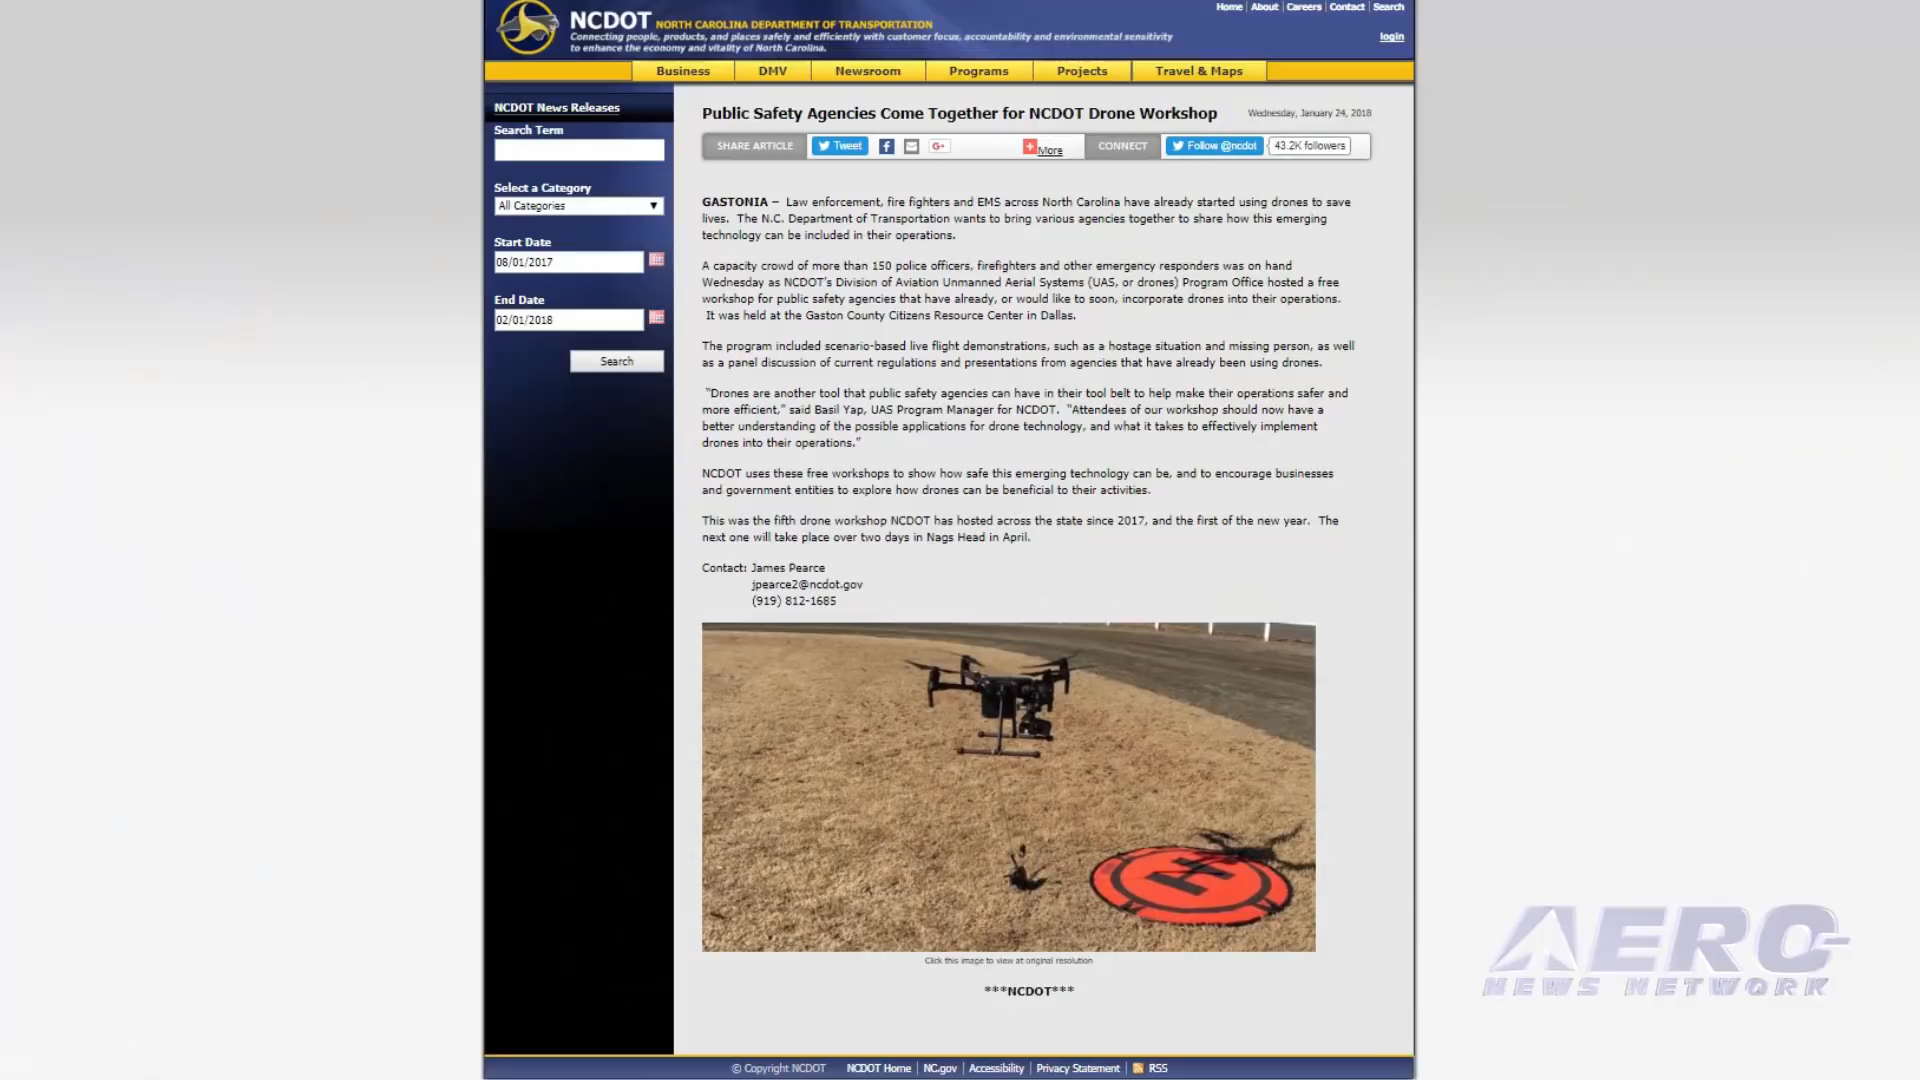 Home | About | Careers | Contact | Search
NCDOT NORTH CAROLINA DEPARTMENT OF TRANSPORTATION
Connecting people, products, and places safely and efficiently with customer focus, accountability and environmental sensitivity
to enhance the economy and vitality of North Carolina.
login
Business DMV Newsroom Programs Projects Travel & Maps
NCDOT News Releases
Search Term
Select a Category
All Categories
Start Date
08/01/2017
End Date
02/01/2018
Search
Public Safety Agencies Come Together for NCDOT Drone Workshop
Wednesday, January 24, 2018
SHARE ARTICLE Tweet G+ More CONNECT Follow @ncdot 43.2K followers
GASTONIA – Law enforcement, fire fighters and EMS across North Carolina have already started using drones to save
lives. The N.C. Department of Transportation wants to bring various agencies together to share how this emerging
technology can be included in their operations.
A capacity crowd of more than 150 police officers, firefighters and other emergency responders was on hand
Wednesday as NCDOT’s Division of Aviation Unmanned Aerial Systems (UAS, or drones) Program Office hosted a free
workshop for public safety agencies that have already, or would like to soon, incorporate drones into their operations.
It was held at the Gaston County Citizens Resource Center in Dallas.
The program included scenario-based live flight demonstrations, such as a hostage situation and missing person, as well
as a panel discussion of current regulations and presentations from agencies that have already been using drones.
“Drones are another tool that public safety agencies can have in their tool belt to help make their operations safer and
more efficient,” said Basil Yap, UAS Program Manager for NCDOT. “Attendees of our workshop should now have a
better understanding of the possible applications for drone technology, and what it takes to effectively implement
drones into their operations.”
NCDOT uses these free workshops to show how safe this emerging technology can be, and to encourage businesses
and government entities to explore how drones can be beneficial to their activities.
This was the fifth drone workshop NCDOT has hosted across the state since 2017, and the first of the new year. The
next one will take place over two days in Nags Head in April.
Contact: James Pearce
jpearce2@ncdot.gov
(919) 812-1685
H
Click this image to view at original resolution
***NCDOT***
© Copyright NCDOT NCDOT Home | NC.gov | Accessibility | Privacy Statement | RSS
AERO
NEWS NETWORK